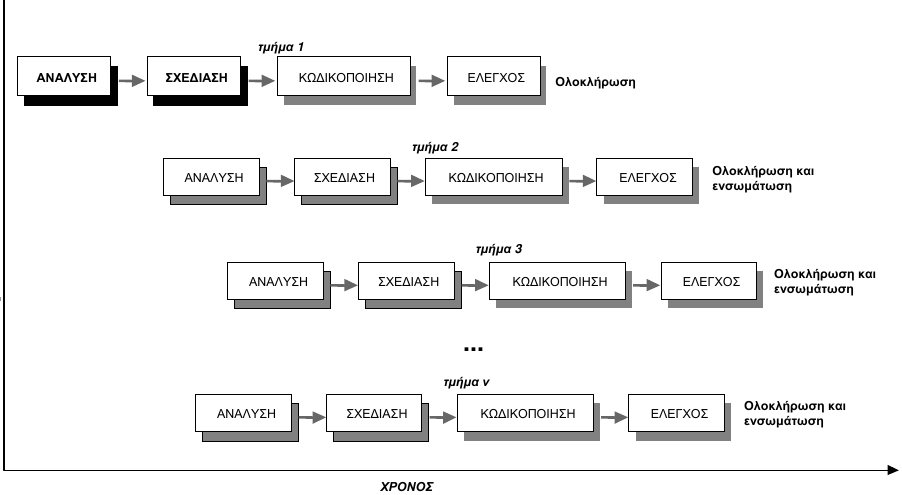 τμήμα 1
ΑΝΑΛΥΣΗ
ΣΧΕΔΙΑΣΗ
ΚΩΔΙΚΟΠΟΙΗΣΗ
ΕΛΕΓΧΟΣ
Ολοκλήρωση
τμήμα 2
ΑΝΑΛΥΣΗ
ΣΧΕΔΙΑΣΗ
ΚΩΔΙΚΟΠΟΙΗΣΗ
ΕΛΕΓΧΟΣ
Ολοκλήρωση και
ενσωμάτωση
τμήμα 3
ΑΝΑΛΥΣΗ
ΣΧΕΔΙΑΣΗ
ΚΩΔΙΚΟΠΟΙΗΣΗ
ΕΛΕΓΧΟΣ
Ολοκλήρωση και
ενσωμάτωση
...
τμήμα ν
ΑΝΑΛΥΣΗ
ΣΧΕΔΙΑΣΗ
ΚΩΔΙΚΟΠΟΙΗΣΗ
ΕΛΕΓΧΟΣ
Ολοκλήρωση και
ενσωμάτωση
ΧΡΟΝΟΣ